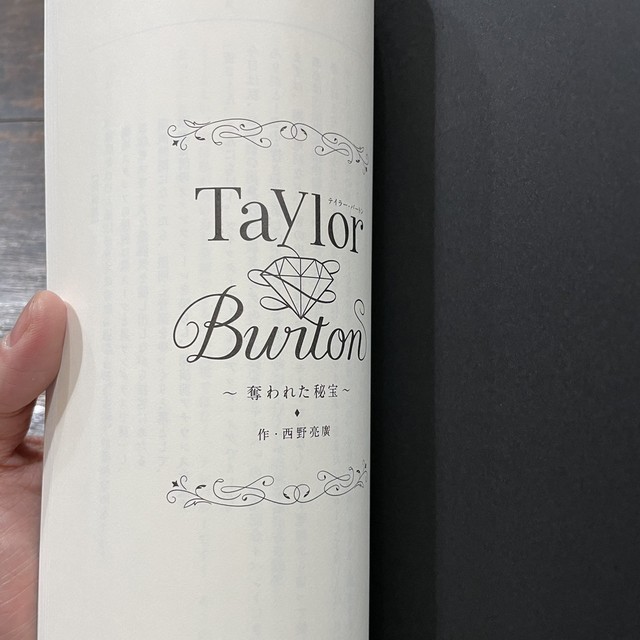 Taylor
テイラー・バートン
Burton
～ 奪われた秘宝 ～
作・西野亮廣